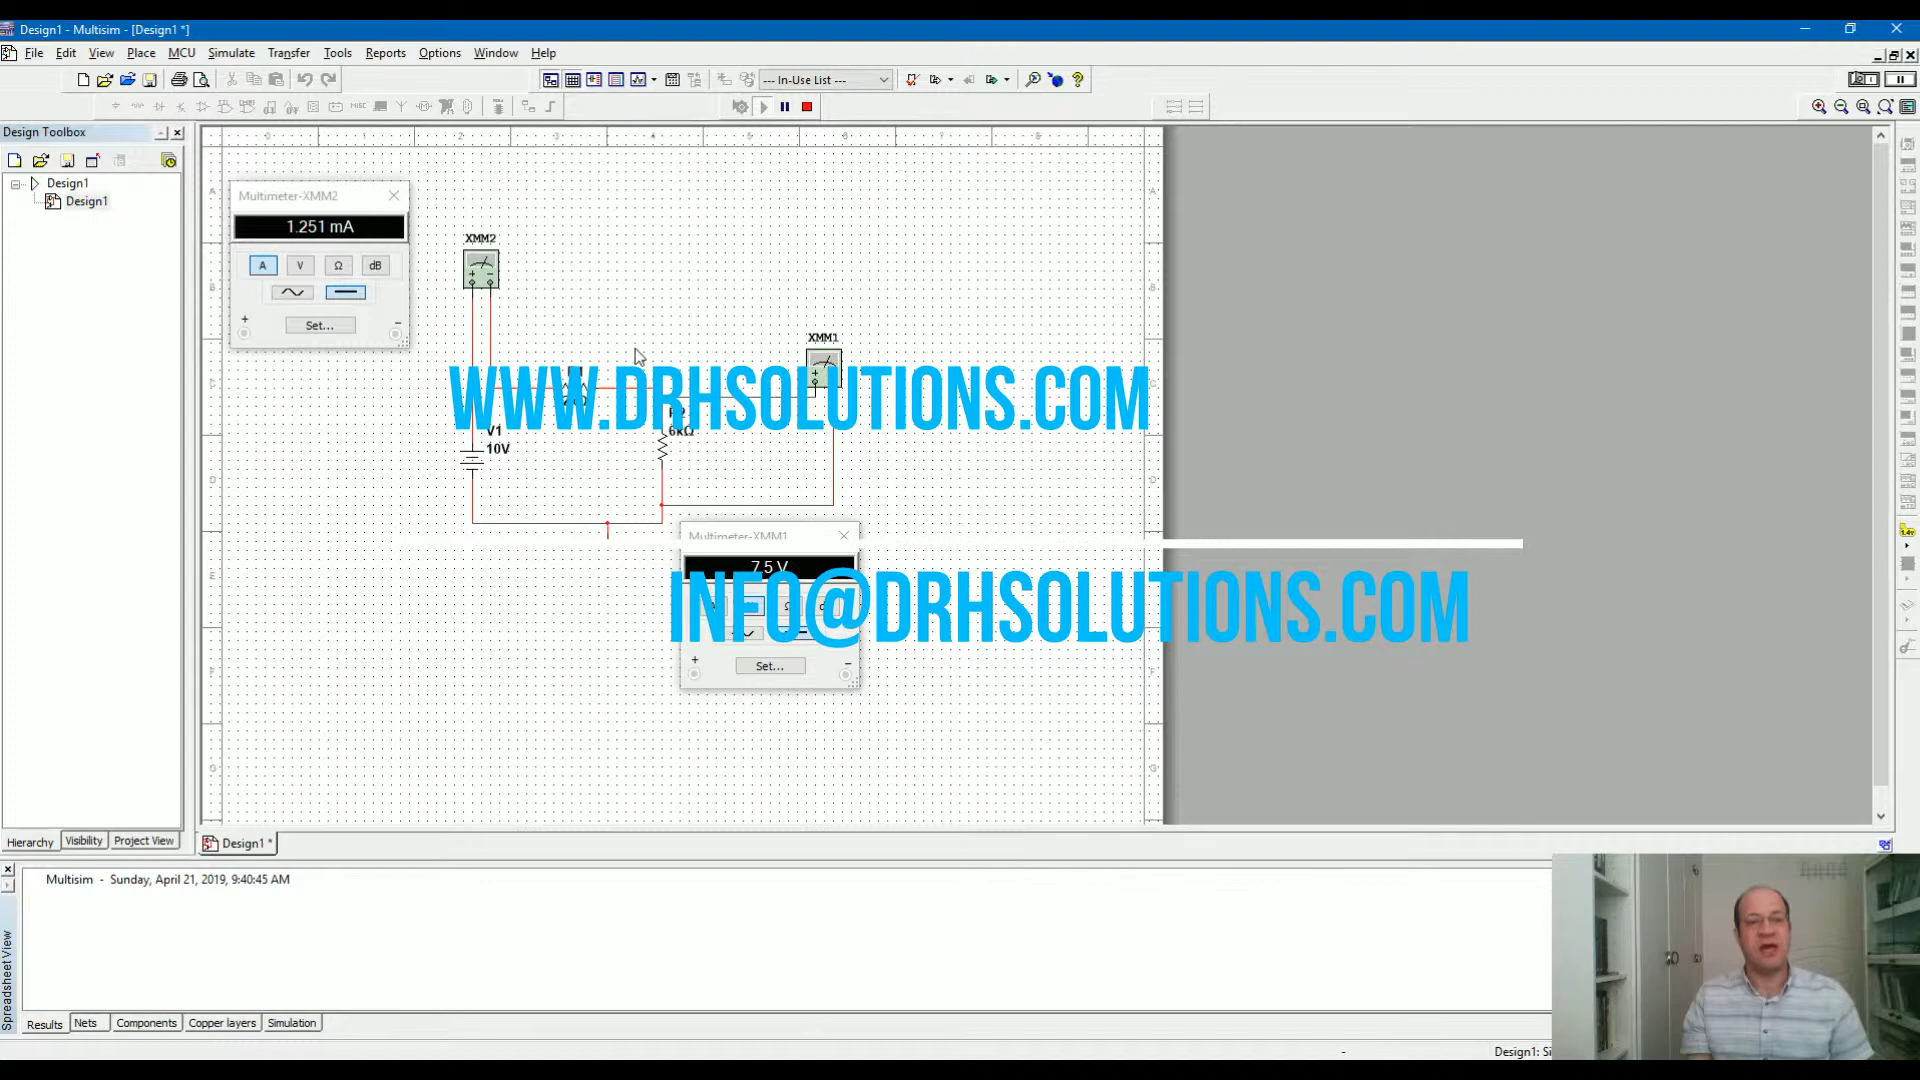 Design1 - Multisim - [Design1 *]
File Edit View Place MCU Simulate Transfer Tools Reports Options Window Help
--- In-Use List ---
Design Toolbox
Design1
Design1
Multimeter-XMM2
1.251 mA
A V Ω dB
Set...
XMM2
XMM1
WWW.DRHSOLUTIONS.COM
6kΩ
V1
10V
Multimeter-XMM1
7.5 V
INFO@DRHSOLUTIONS.COM
Set...
Hierarchy Visibility Project View
Design1 *
Multisim - Sunday, April 21, 2019, 9:40:45 AM
Spreadsheet View
Results Nets Components Copper layers Simulation
Design1: Si